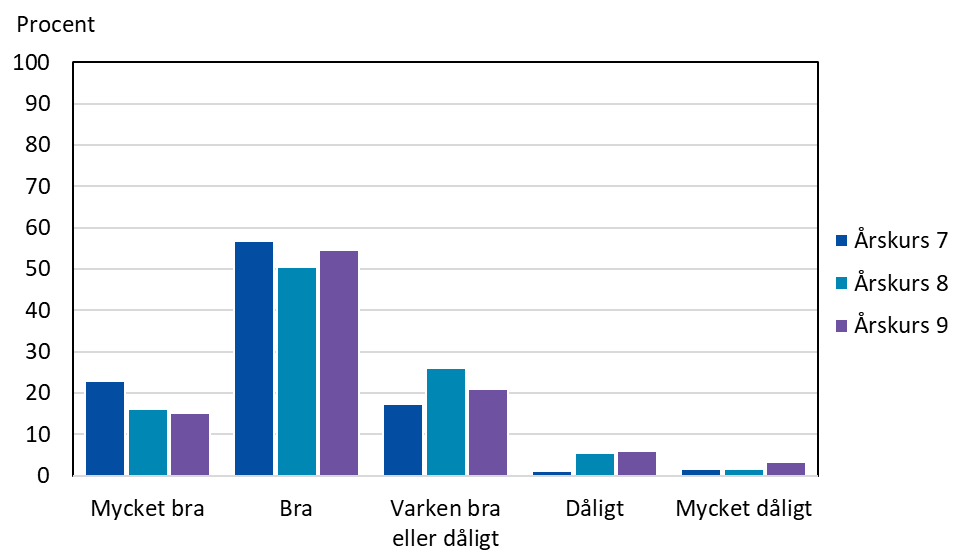 Procent
100
90
80
70
60
50
40
30
20
10
0
Mycket bra
Bra
Varken bra
eller dåligt
Dåligt
Mycket dåligt
Årskurs 7
Årskurs 8
Årskurs 9